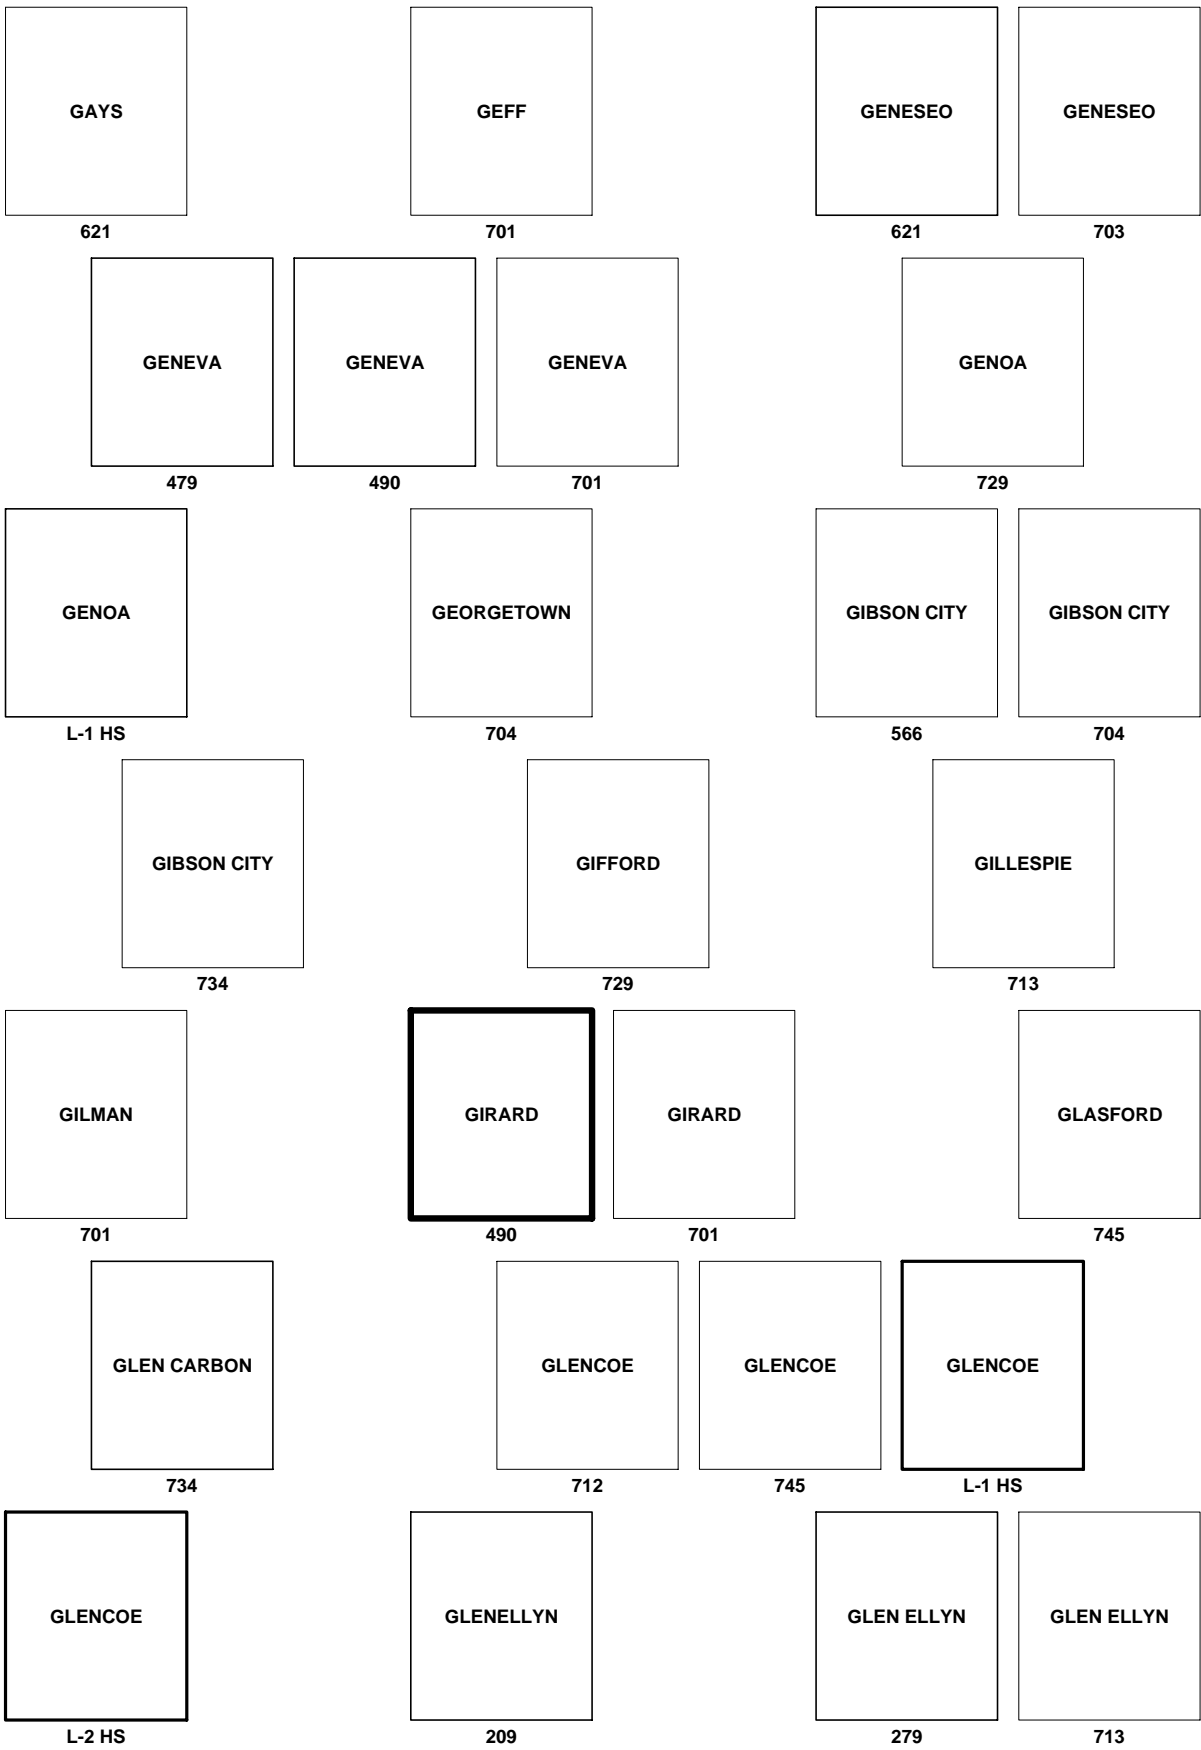 GAYS GEFF GENESEO GENESEO
621 701 621 703
GENEVA GENEVA GENEVA GENOA
479 490 701 729
GENOA GEORGETOWN GIBSON CITY GIBSON CITY
L-1 HS 704 566 704
GIBSON CITY GIFFORD GILLESPIE
734 729 713
GILMAN GIRARD GIRARD GLASFORD
701 490 701 745
GLEN CARBON GLENCOE GLENCOE GLENCOE
734 712 745 L-1 HS
GLENCOE GLENELLYN GLEN ELLYN GLEN ELLYN
L-2 HS 209 279 713